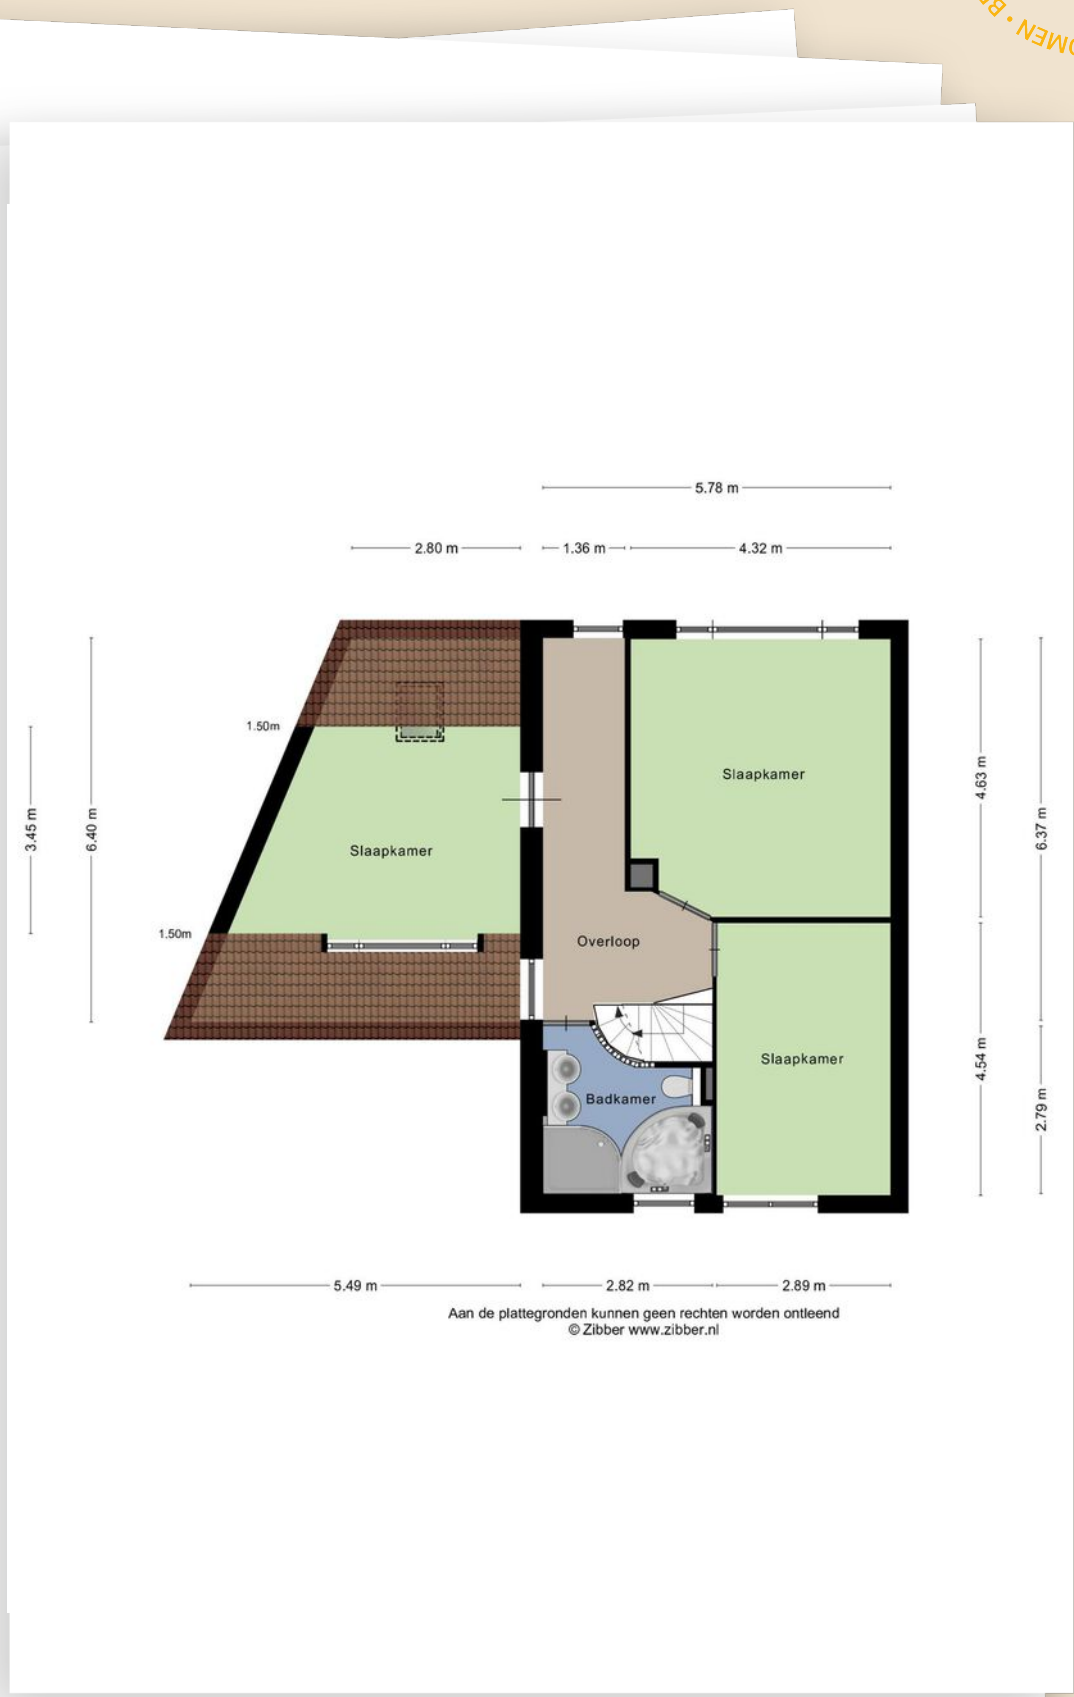 OMEN • B
5.78 m
2.80 m
1.36 m
4.32 m
1.50m
Slaapkamer
4.63 m
3.45 m
6.40 m
6.37 m
Slaapkamer
1.50m
Overloop
4.54 m
Slaapkamer
Badkamer
2.79 m
5.49 m
2.82 m
2.89 m
Aan de plattegronden kunnen geen rechten worden ontleend
© Zibber www.zibber.nl